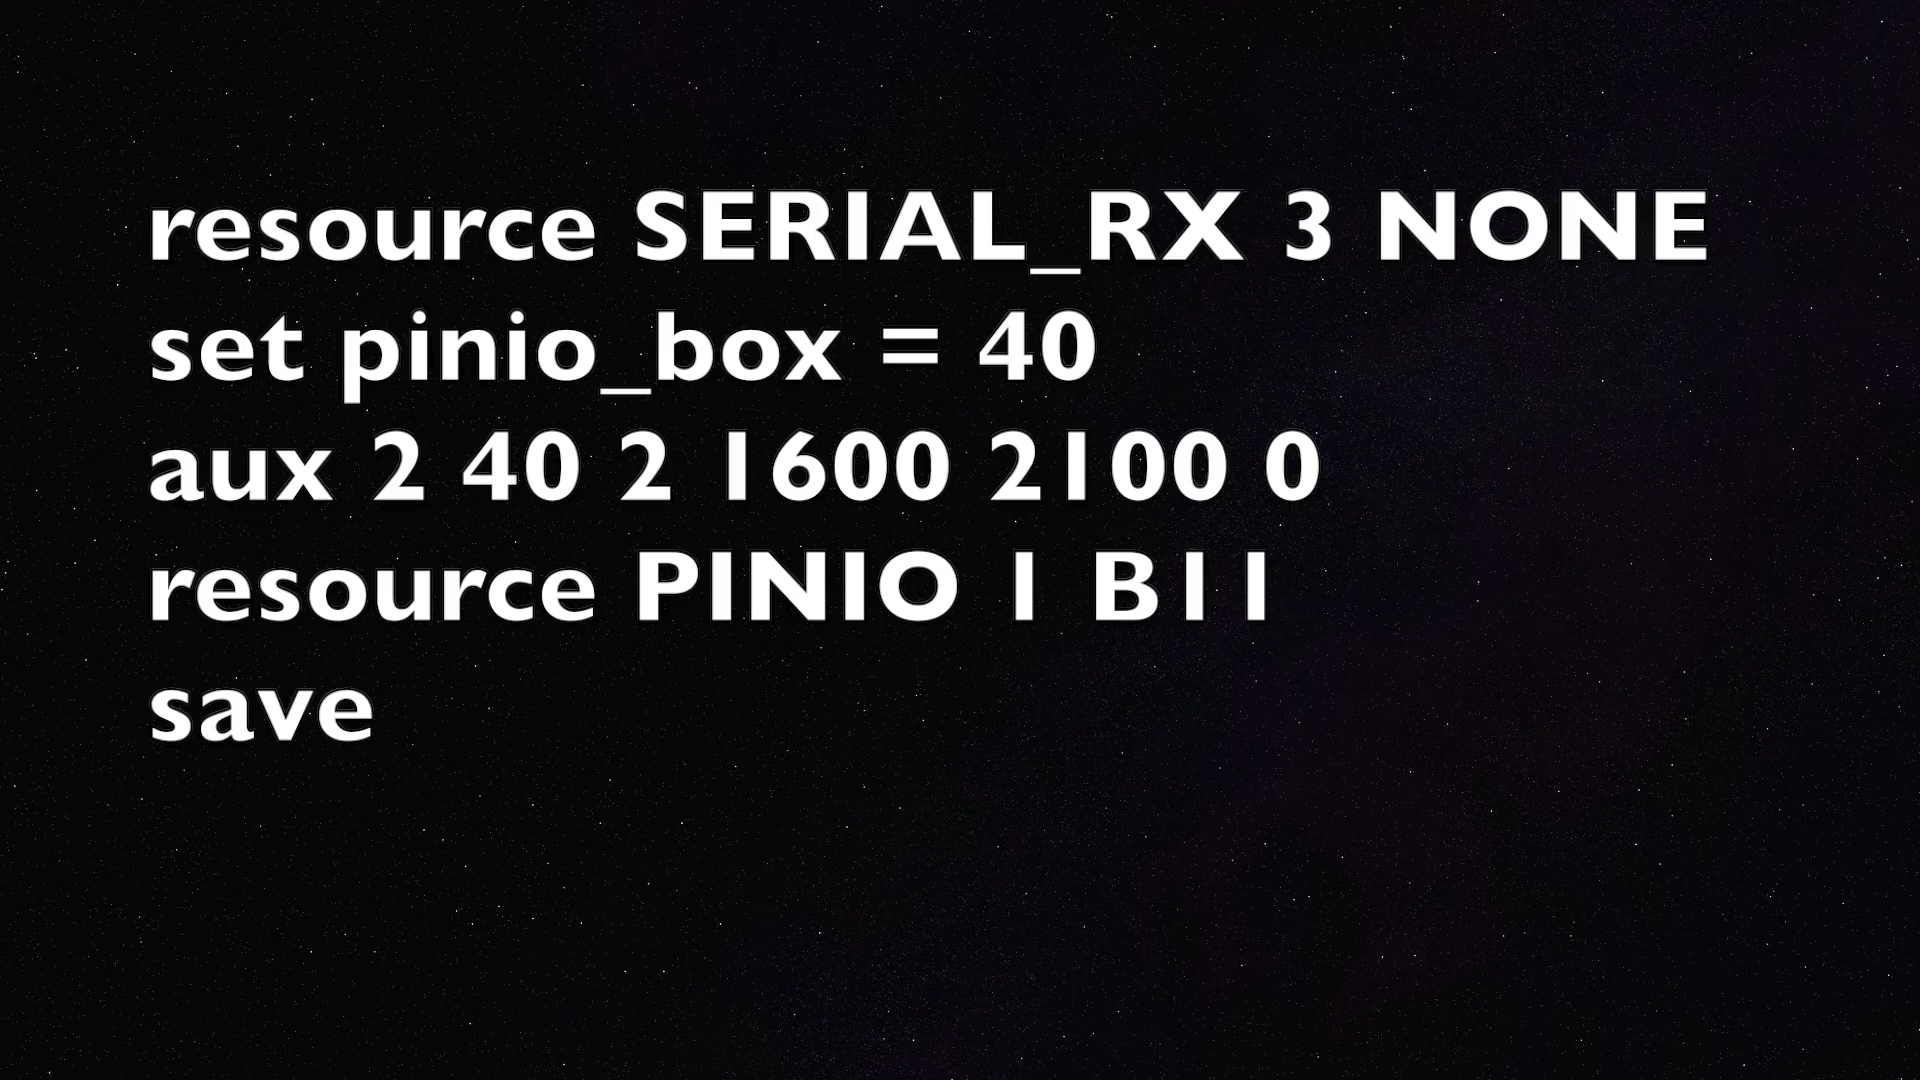 resource SERIAL_RX 3 NONE
set pinio_box = 40
aux 2 40 2 1600 2100 0
resource PINIO 1 B11
save